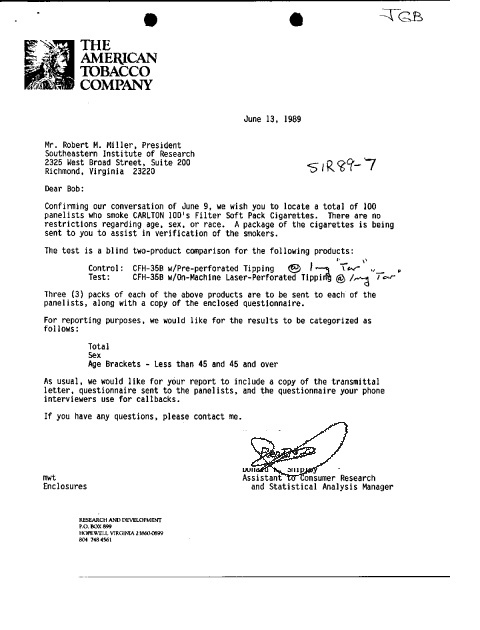 JGB
THE
AMERICAN
TOBACCO
COMPANY
June 13, 1989
Mr. Robert M. Miller, President
Southeastern Institute of Research
2325 West Broad Street, Suite 200
Richmond, Virginia 23220
SIR89-7
Dear Bob:
Confirming our conversation of June 9, we wish you to locate a total of 100
panelists who smoke CARLTON 100's Filter Soft Pack Cigarettes. There are no
restrictions regarding age, sex, or race. A package of the cigarettes is being
sent to you to assist in verification of the smokers.
The test is a blind two-product comparison for the following products:
Control: CFH-35B w/Pre-perforated Tipping @ 1mg "Tar"
Test: CFH-35B w/On-Machine Laser-Perforated Tipping @ 1mg "Tar"
Three (3) packs of each of the above products are to be sent to each of the
panelists, along with a copy of the enclosed questionnaire.
For reporting purposes, we would like for the results to be categorized as
follows:
Total
Sex
Age Brackets - Less than 45 and 45 and over
As usual, we would like for your report to include a copy of the transmittal
letter, questionnaire sent to the panelists, and the questionnaire your phone
interviewers use for callbacks.
If you have any questions, please contact me.
mwt
Assistant to Consumer Research
Enclosures
and Statistical Analysis Manager
RESEARCH AND DEVELOPMENT
P.O. BOX 899
HOPEWELL VIRGINIA 23860-0899
804 748-4561